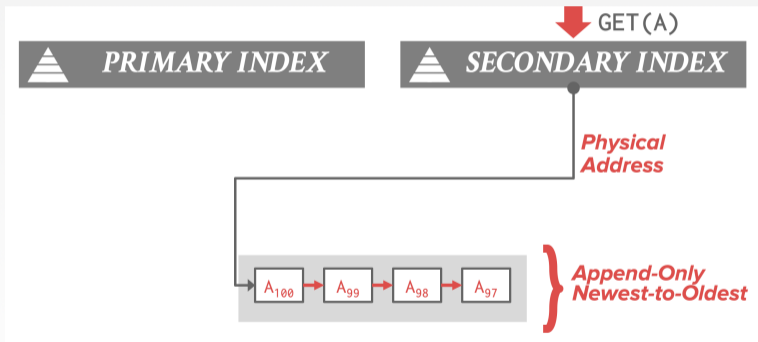 GET(A)
PRIMARY INDEX
SECONDARY INDEX
Physical
Address
A100
A99
A98
A97
Append-Only
Newest-to-Oldest